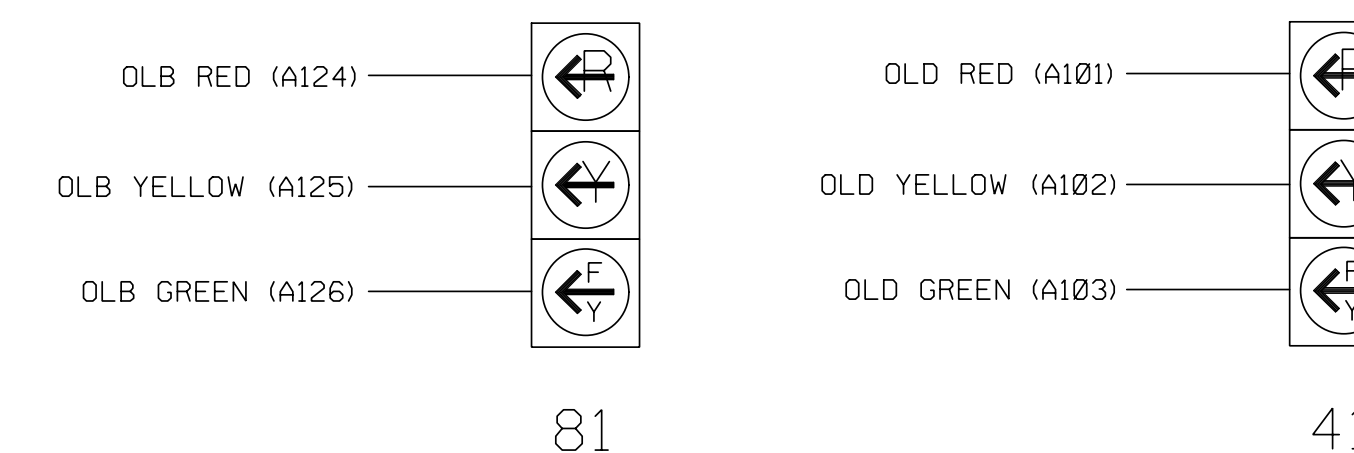 OLB RED (A124)
R
OLB YELLOW (A125)
Y
OLB GREEN (A126)
F
Y
81
OLD RED (A1Ø1)
OLD YELLOW (A1Ø2)
OLD GREEN (A1Ø3)